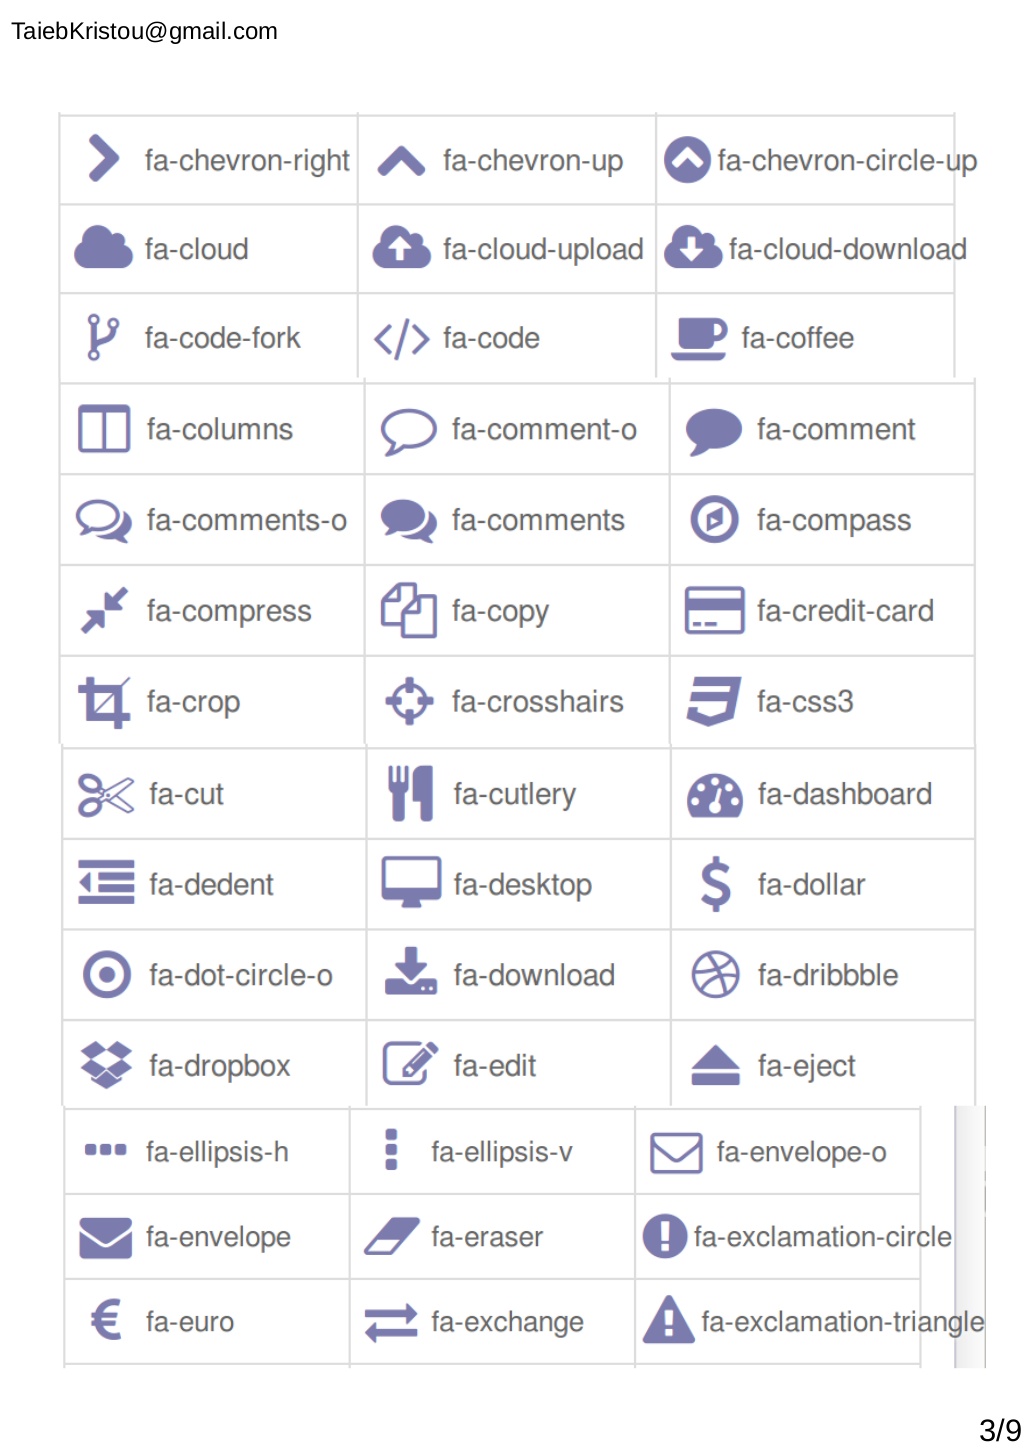 TaiebKristou@gmail.com
fa-chevron-right fa-chevron-up fa-chevron-circle-up
fa-cloud fa-cloud-upload fa-cloud-download
fa-code-fork fa-code fa-coffee
fa-columns fa-comment-o fa-comment
fa-comments-o fa-comments fa-compass
fa-compress fa-copy fa-credit-card
fa-crop fa-crosshairs fa-css3
fa-cut fa-cutlery fa-dashboard
fa-dedent fa-desktop fa-dollar
fa-dot-circle-o fa-download fa-dribbble
fa-dropbox fa-edit fa-eject
fa-ellipsis-h fa-ellipsis-v fa-envelope-o
fa-envelope fa-eraser fa-exclamation-circle
fa-euro fa-exchange fa-exclamation-triangle
3/9